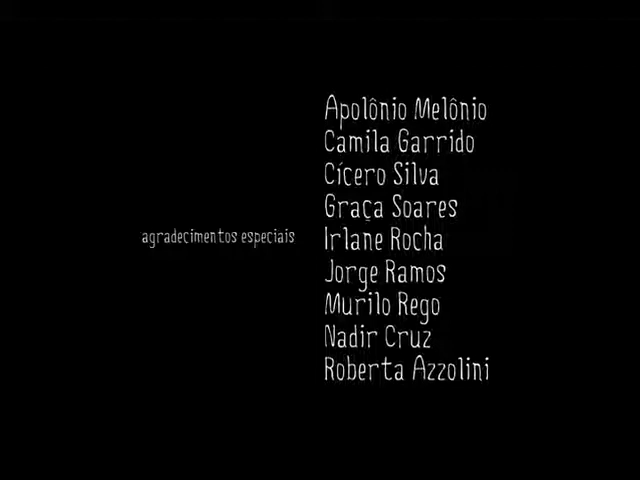 agradecimentos especiais
Apolônio Melônio
Camila Garrido
Cícero Silva
Graça Soares
Irlane Rocha
Jorge Ramos
Murilo Rego
Nadir Cruz
Roberta Azzolini